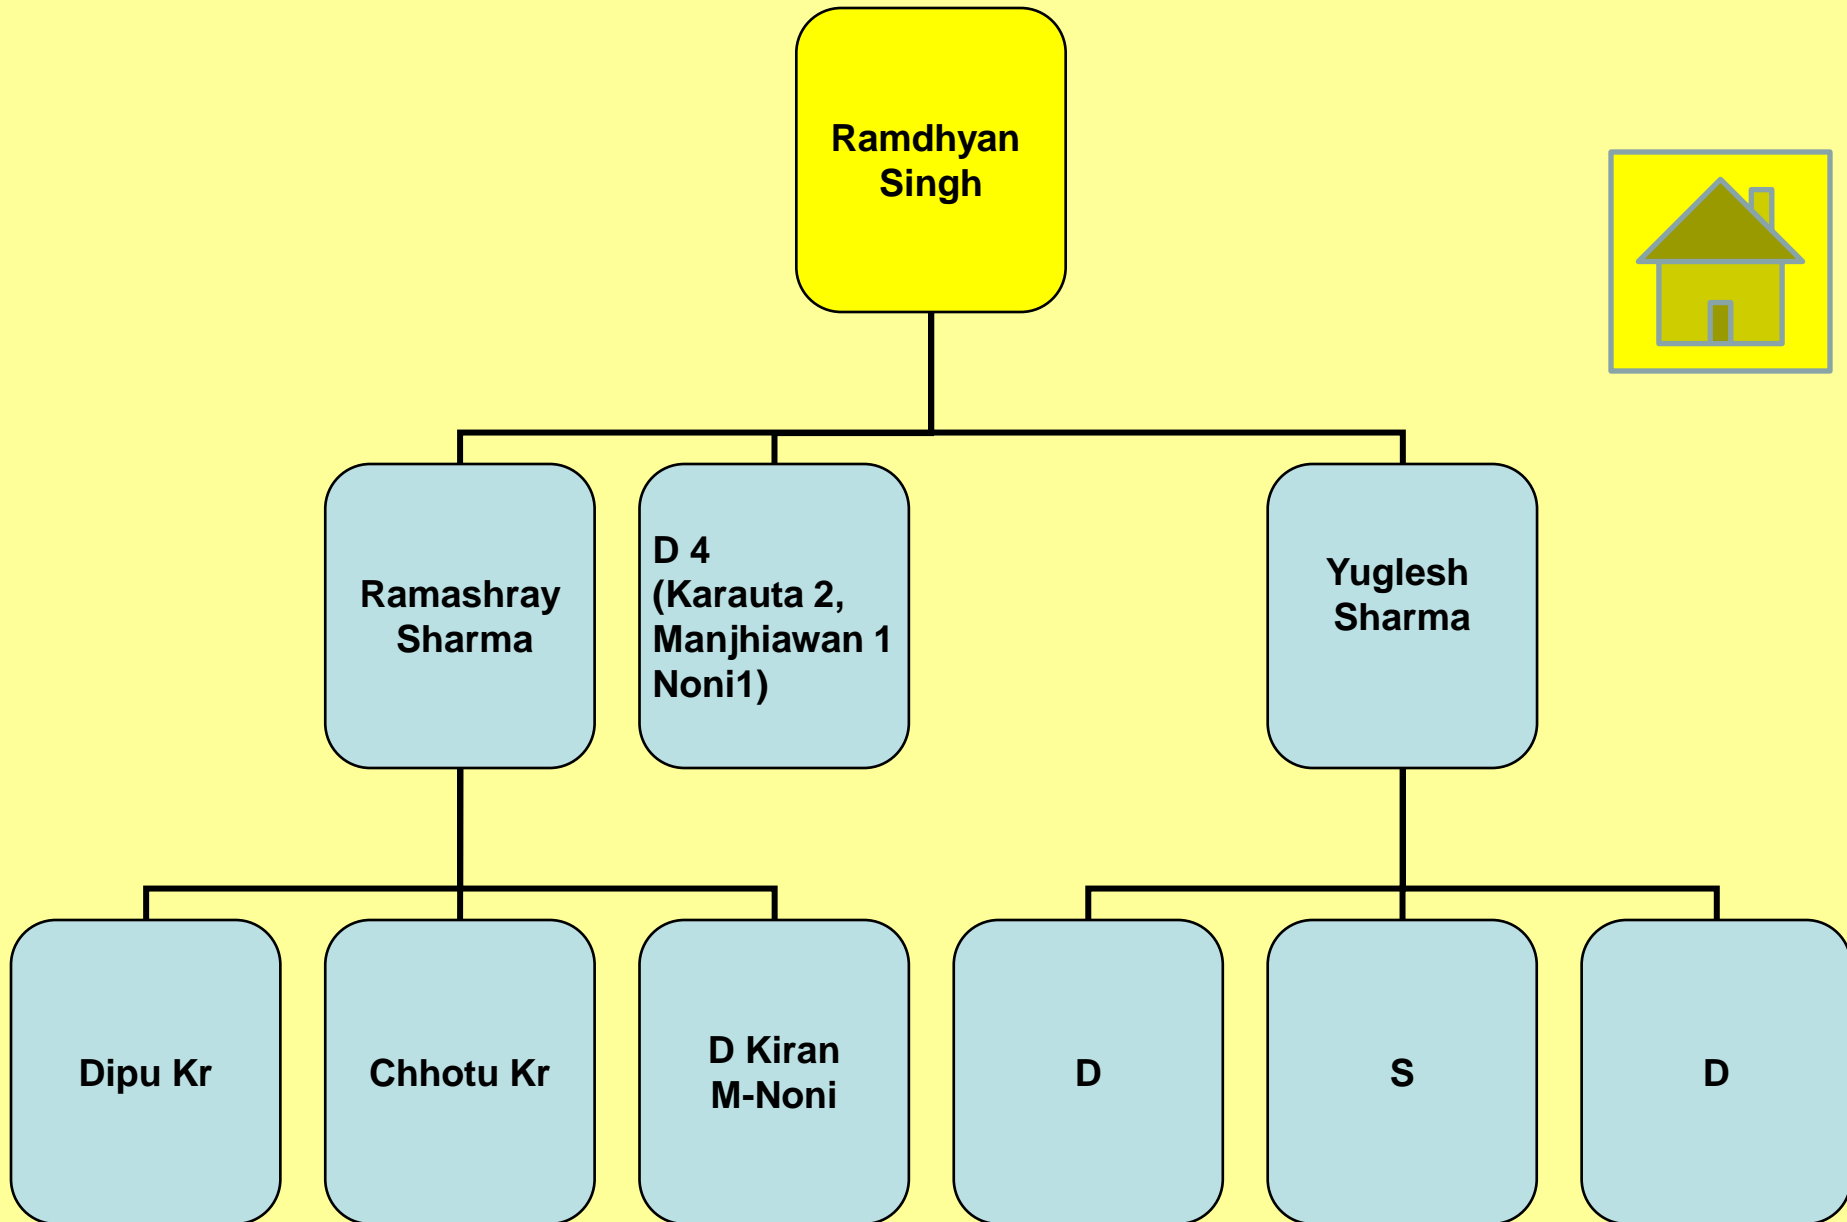 Ramdhyan
Singh
Ramashray
Sharma
D 4
(Karauta 2,
Manjhiawan 1
Noni1)
Yuglesh
Sharma
Dipu Kr
Chhotu Kr
D Kiran
M-Noni
D
S
D